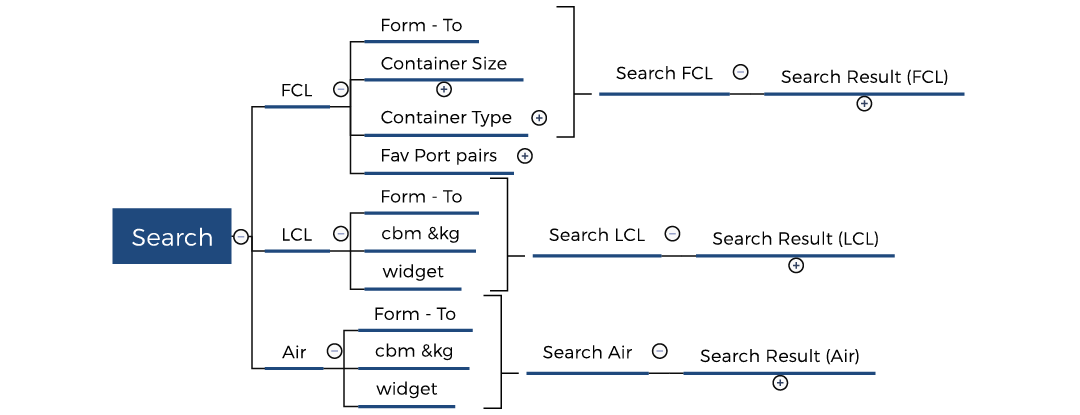 Search
FCL
Form - To
Container Size
Container Type
Fav Port pairs
Search FCL
Search Result (FCL)
LCL
Form - To
cbm &kg
widget
Search LCL
Search Result (LCL)
Air
Form - To
cbm &kg
widget
Search Air
Search Result (Air)